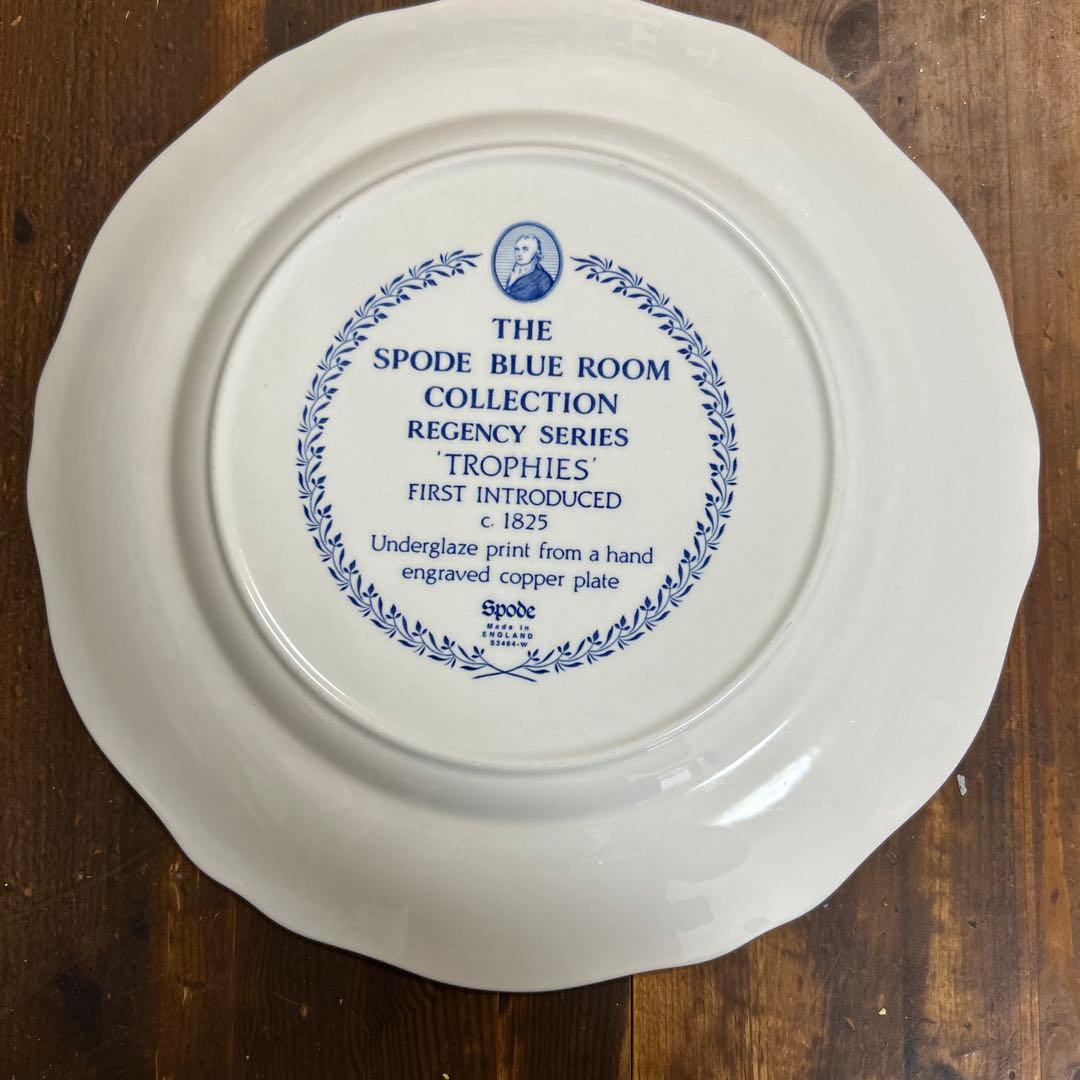 THE
SPODE BLUE ROOM
COLLECTION
REGENCY SERIES
'TROPHIES'
FIRST INTRODUCED
c. 1825
Underglaze print from a hand
engraved copper plate
Spode
Made in
ENGLAND
S3464-W